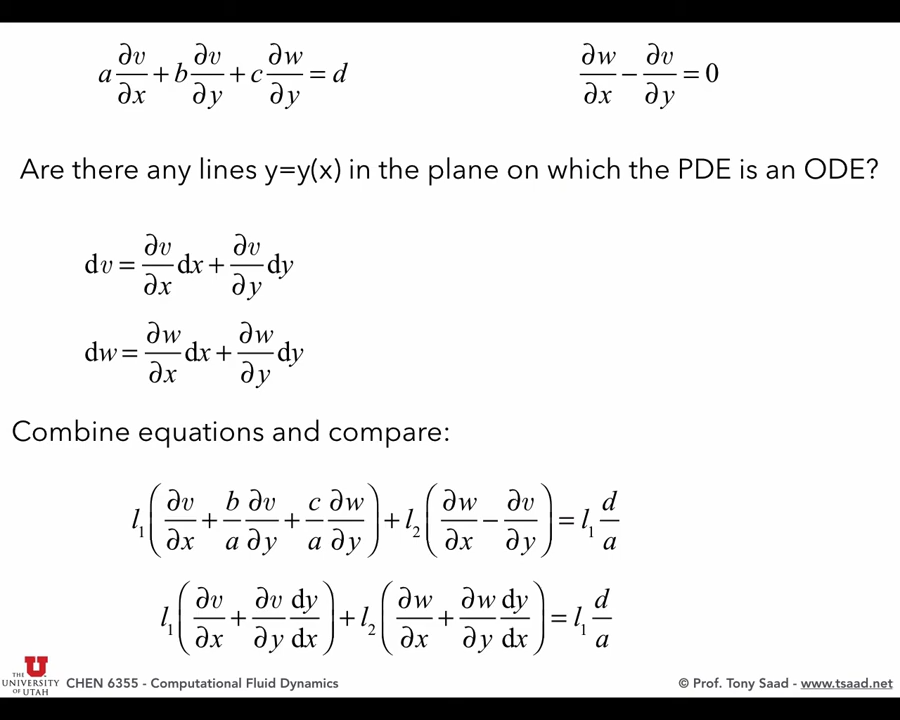 a ∂v/∂x + b ∂v/∂y + c ∂w/∂y = d
∂w/∂x − ∂v/∂y = 0
Are there any lines y=y(x) in the plane on which the PDE is an ODE?
dv = ∂v/∂x dx + ∂v/∂y dy
dw = ∂w/∂x dx + ∂w/∂y dy
Combine equations and compare:
l₁(∂v/∂x + b/a ∂v/∂y + c/a ∂w/∂y) + l₂(∂w/∂x − ∂v/∂y) = l₁ d/a
l₁(∂v/∂x + ∂v/∂y dy/dx) + l₂(∂w/∂x + ∂w/∂y dy/dx) = l₁ d/a
THE
UNIVERSITY
OF UTAH
CHEN 6355 - Computational Fluid Dynamics
© Prof. Tony Saad - www.tsaad.net